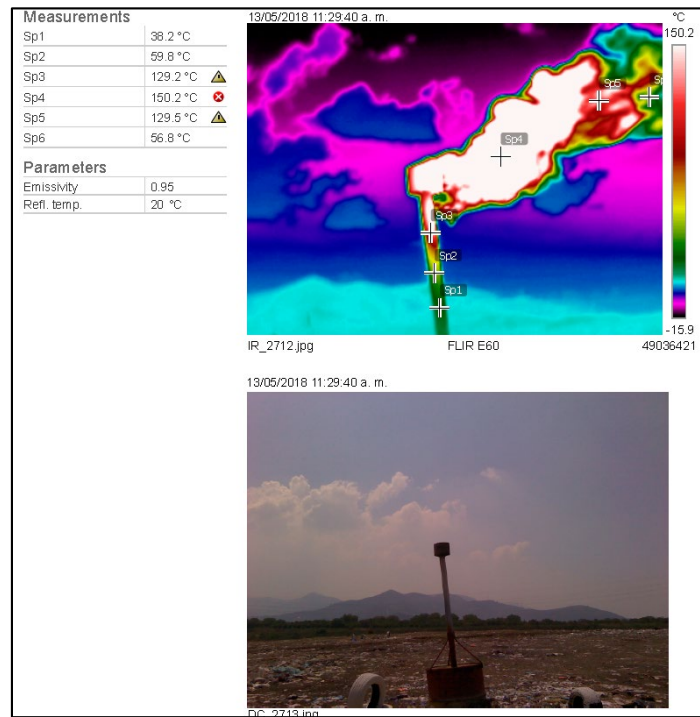 Measurements
Sp1 38.2 °C
Sp2 59.8 °C
Sp3 129.2 °C
Sp4 150.2 °C
Sp5 129.5 °C
Sp6 56.8 °C
Parameters
Emissivity 0.95
Refl. temp. 20 °C
13/05/2018 11:29:40 a. m.
°C
150.2
Sp5
Sp4
Sp3
Sp2
Sp1
-15.9
IR_2712.jpg FLIR E60 49036421
13/05/2018 11:29:40 a. m.
DC_2713.jpg